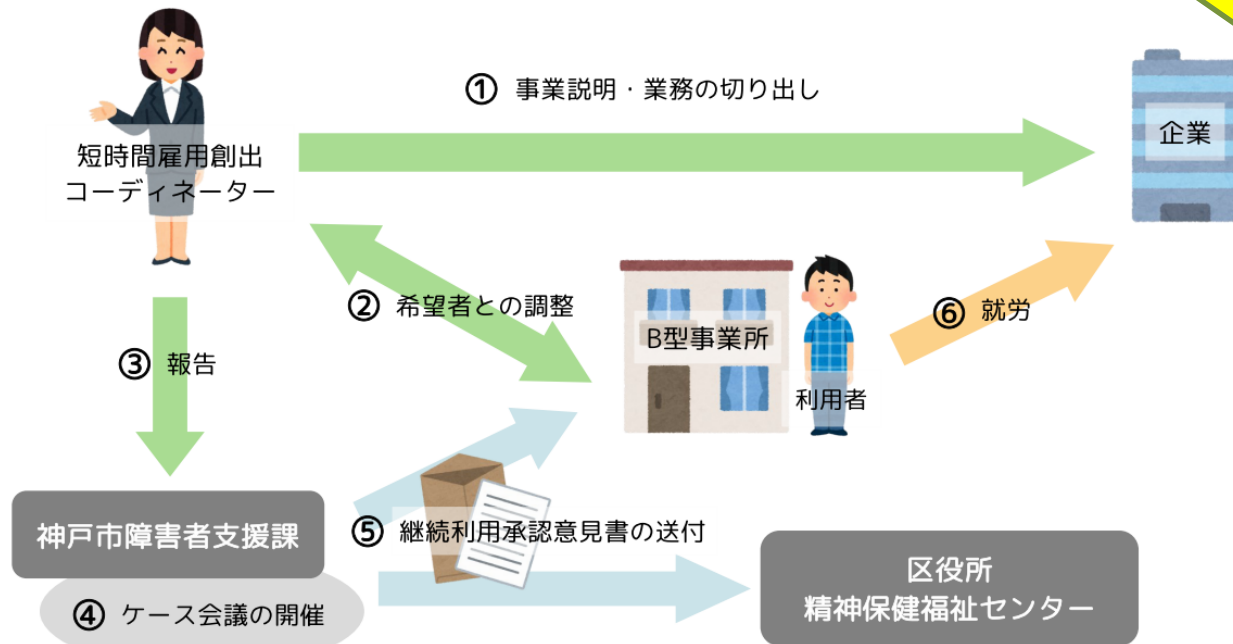 ① 事業説明・業務の切り出し
短時間雇用創出
コーディネーター
企業
② 希望者との調整
B型事業所
利用者
⑥ 就労
③ 報告
神戸市障害者支援課
④ ケース会議の開催
⑤ 継続利用承認意見書の送付
区役所
精神保健福祉センター